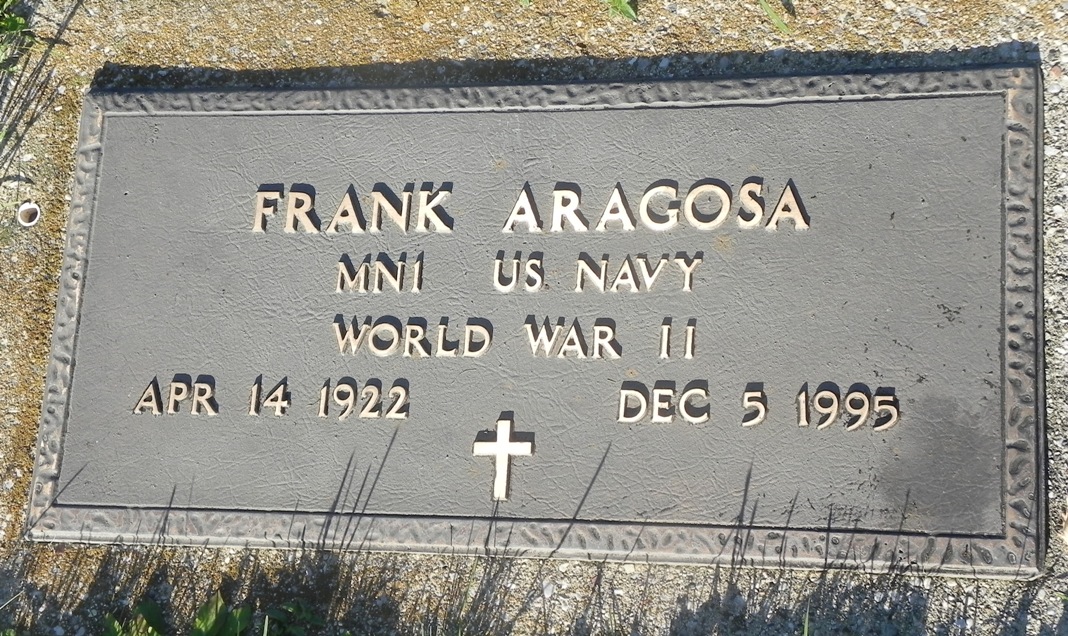 FRANK ARAGOSA
MN1 US NAVY
WORLD WAR II
APR 14 1922 DEC 5 1995